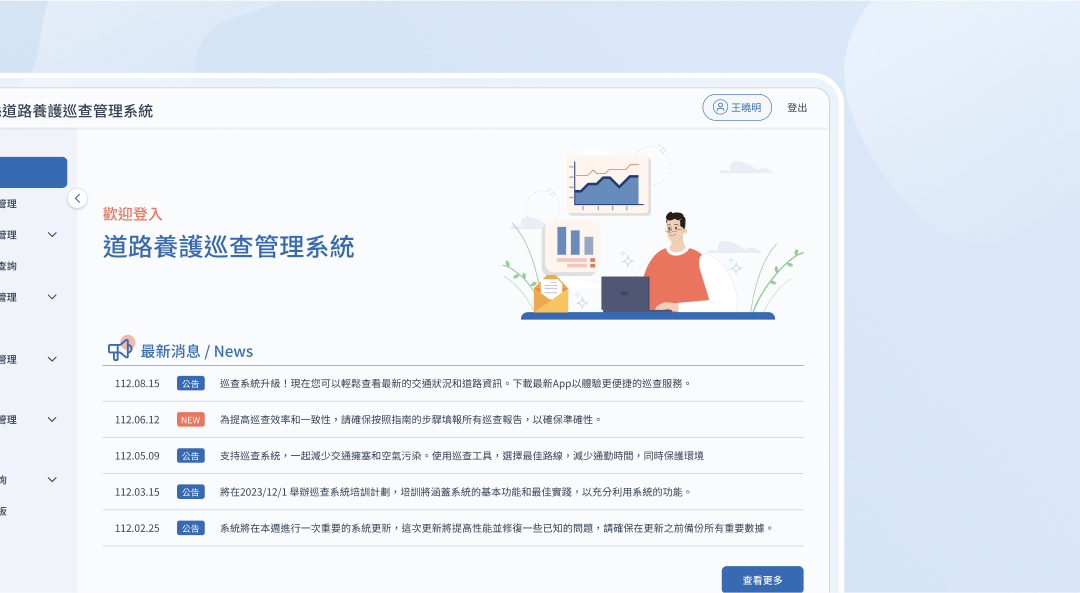 道路養護巡查管理系統
王曉明
登出
管理
管理
查詢
管理
管理
管理
詢
版
歡迎登入
道路養護巡查管理系統
最新消息 / News
112.08.15 公告 巡查系統升級！現在您可以輕鬆查看最新的交通狀況和道路資訊。下載最新App以體驗更便捷的巡查服務。
112.06.12 NEW 為提高巡查效率和一致性，請確保按照指南的步驟填報所有巡查報告，以確保準確性。
112.05.09 公告 支持巡查系統，一起減少交通擁塞和空氣污染。使用巡查工具，選擇最佳路線，減少通勤時間，同時保護環境
112.03.15 公告 將在2023/12/1 舉辦巡查系統培訓計劃，培訓將涵蓋系統的基本功能和最佳實踐，以充分利用系統的功能。
112.02.25 公告 系統將在本週進行一次重要的系統更新，這次更新將提高性能並修復一些已知的問題，請確保在更新之前備份所有重要數據。
查看更多